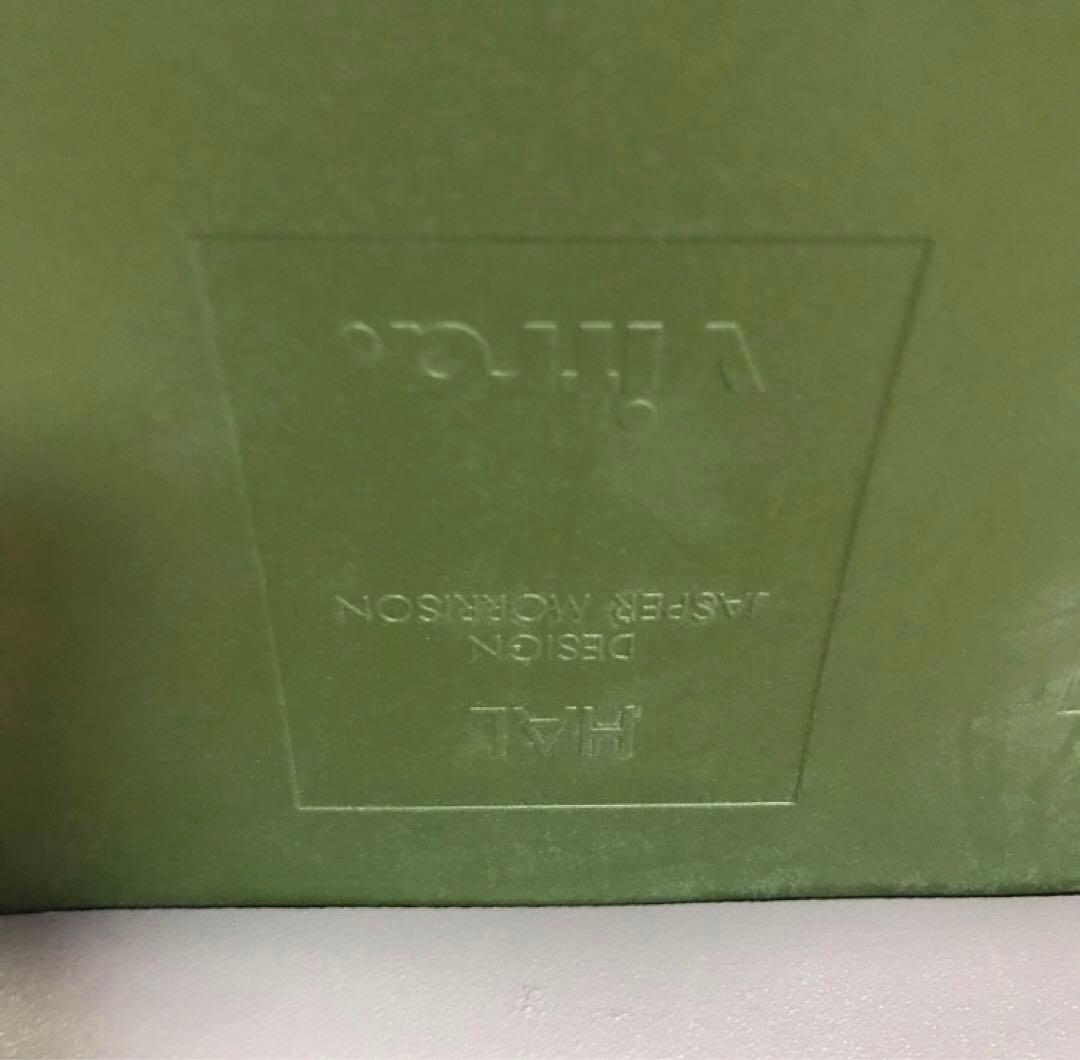 HAL
DESIGN
JASPER MORRISON
vitra.